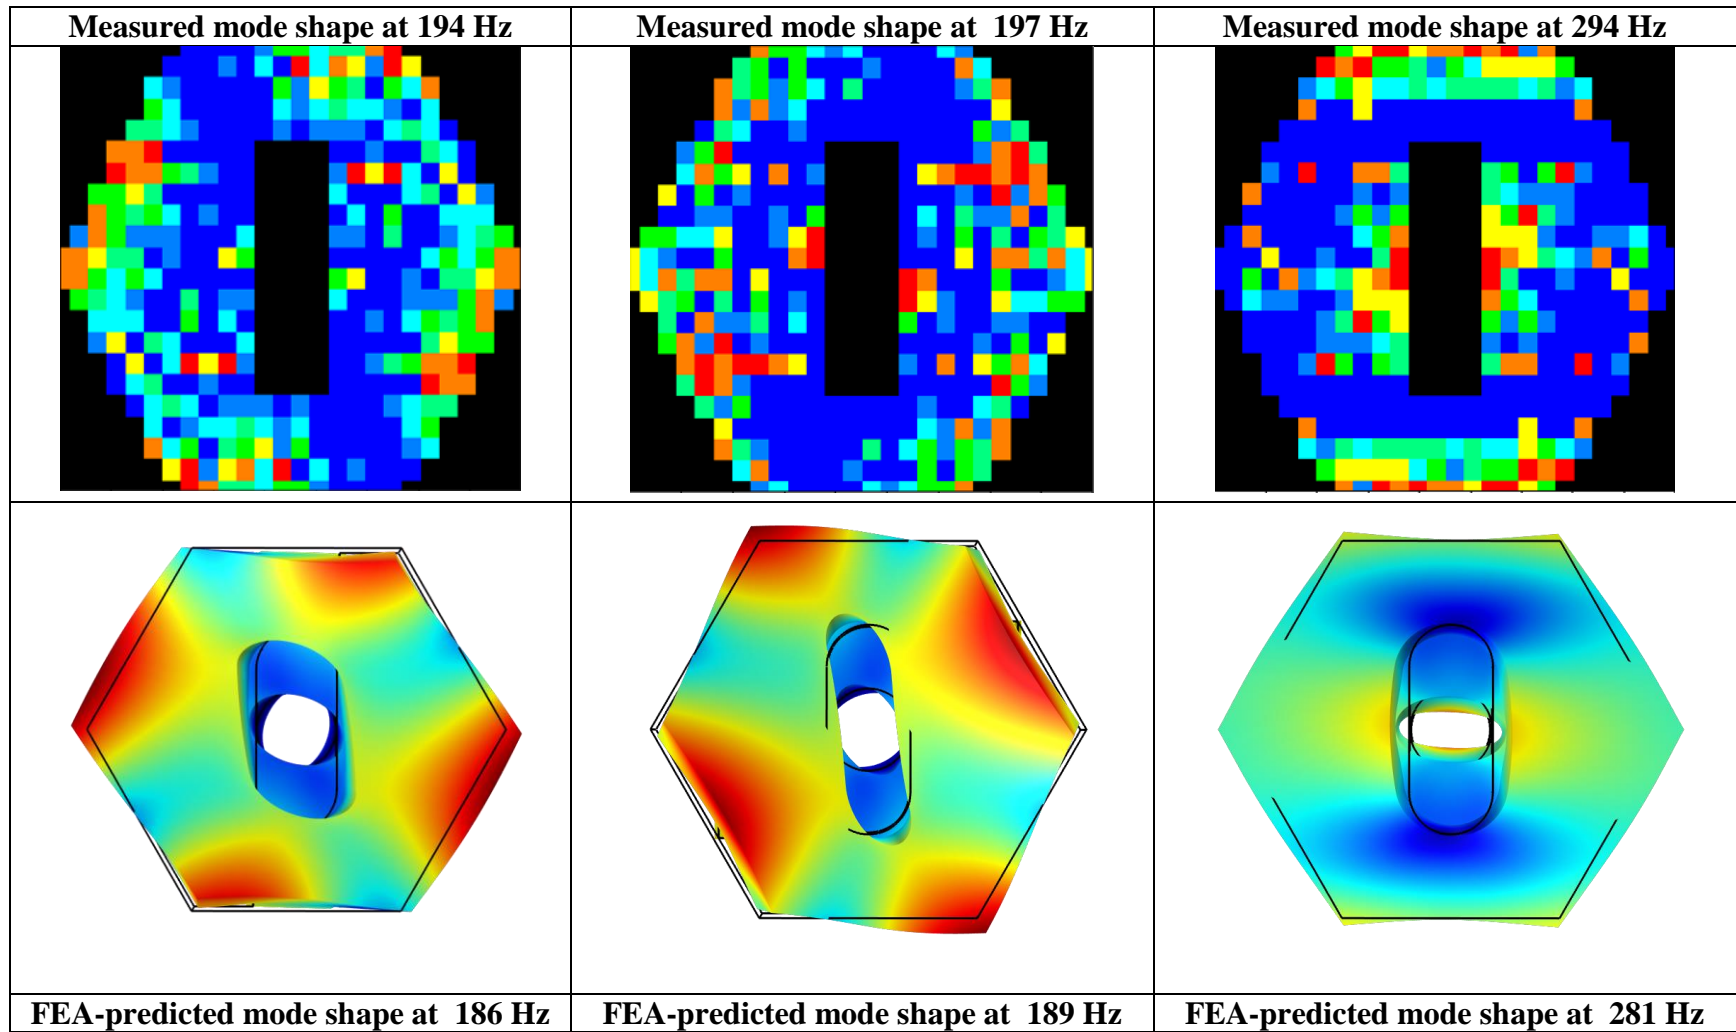 Measured mode shape at 194 Hz
Measured mode shape at 197 Hz
Measured mode shape at 294 Hz
FEA-predicted mode shape at 186 Hz
FEA-predicted mode shape at 189 Hz
FEA-predicted mode shape at 281 Hz